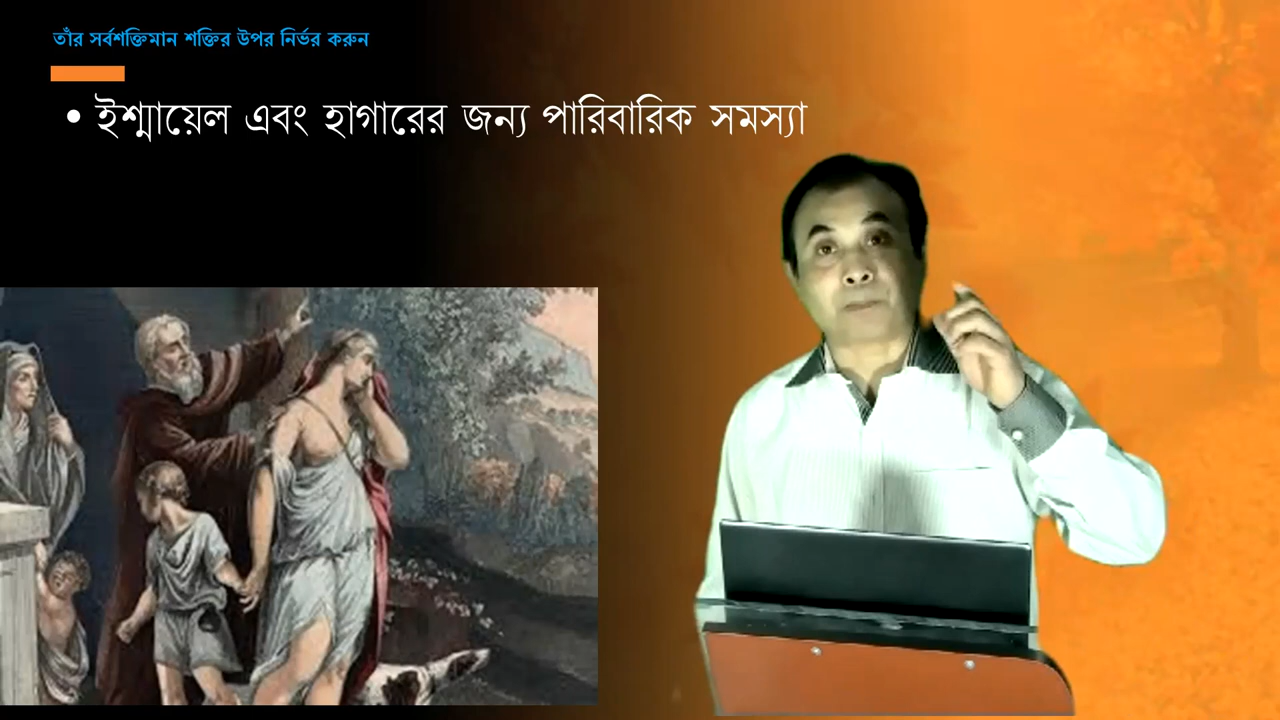 তাঁর সর্বশক্তিমান শক্তির উপর নির্ভর করুন
• ইশ্মায়েল এবং হাগারের জন্য পারিবারিক সমস্যা